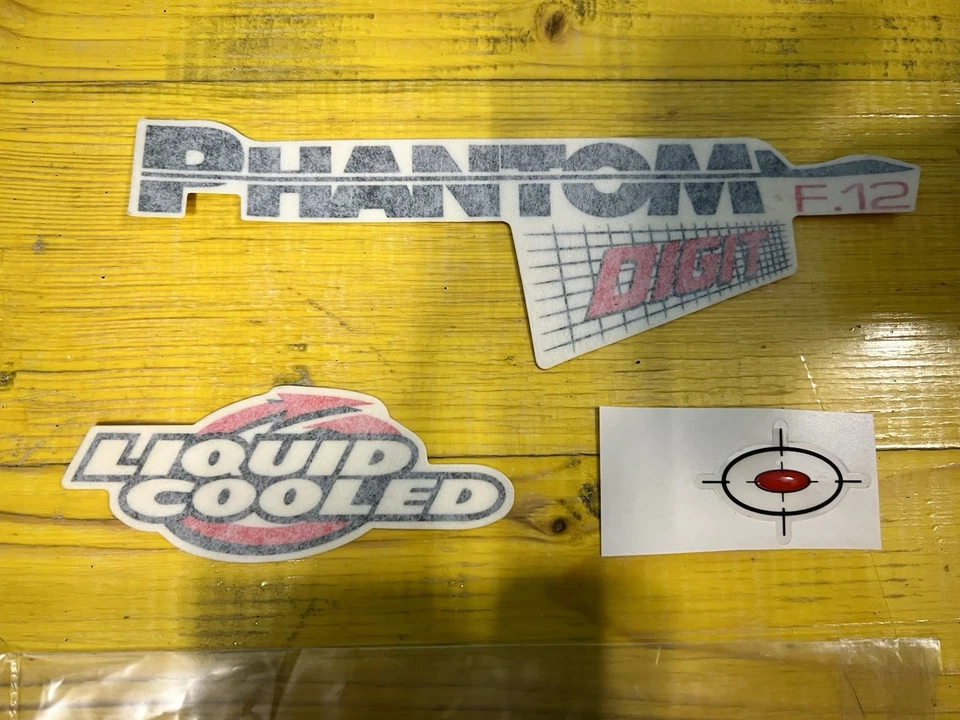 PHANTOM
F.12
DIGIT
LIQUID
COOLED